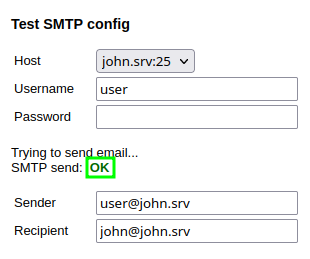 Test SMTP config
Host john.srv:25
Username user
Password
Trying to send email...
SMTP send: OK
Sender user@john.srv
Recipient john@john.srv